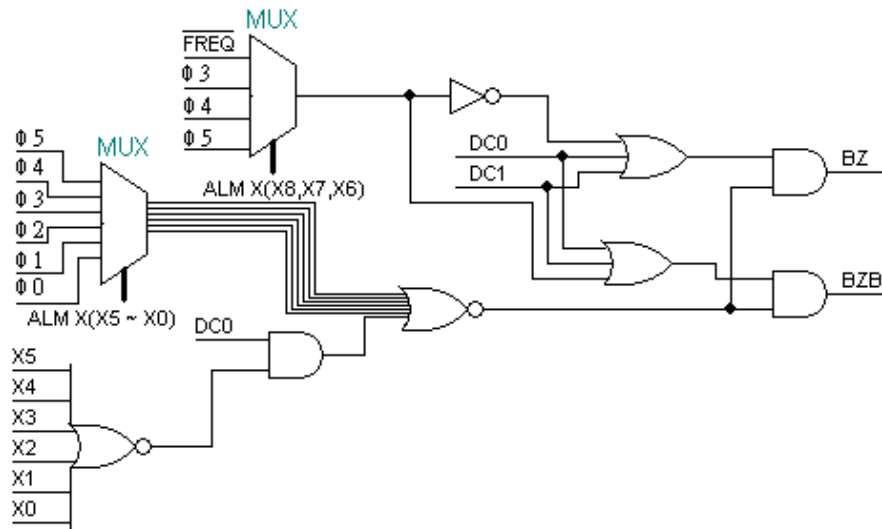 MUX
FREQ
Φ 3
Φ 4
Φ 5
ALM X(X8,X7,X6)
MUX
Φ 5
Φ 4
Φ 3
Φ 2
Φ 1
Φ 0
ALM X(X5 ~ X0)
DC0
DC1
BZ
BZB
DC0
X5
X4
X3
X2
X1
X0